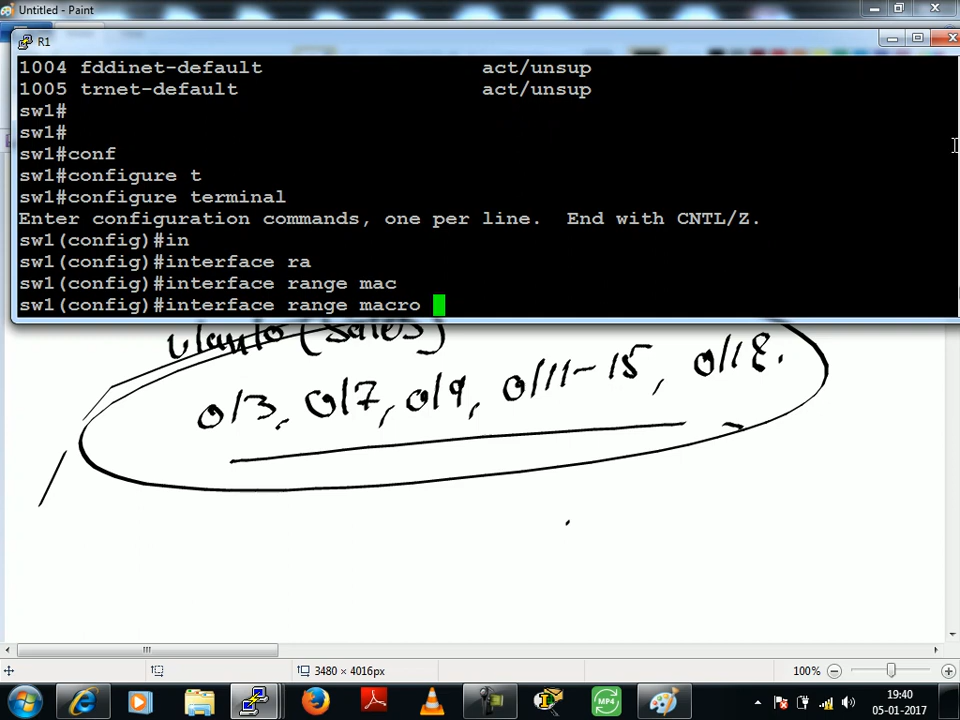 Untitled - Paint
R1
1004 fddinet-default act/unsup
1005 trnet-default act/unsup
sw1#
sw1#
sw1#conf
sw1#configure t
sw1#configure terminal
Enter configuration commands, one per line. End with CNTL/Z.
sw1(config)#in
sw1(config)#interface ra
sw1(config)#interface range mac
sw1(config)#interface range macro
(sales)
0/3, 0/7, 0/9, 0/11-15, 0/18.
3480 × 4016px
100%
19:40
05-01-2017